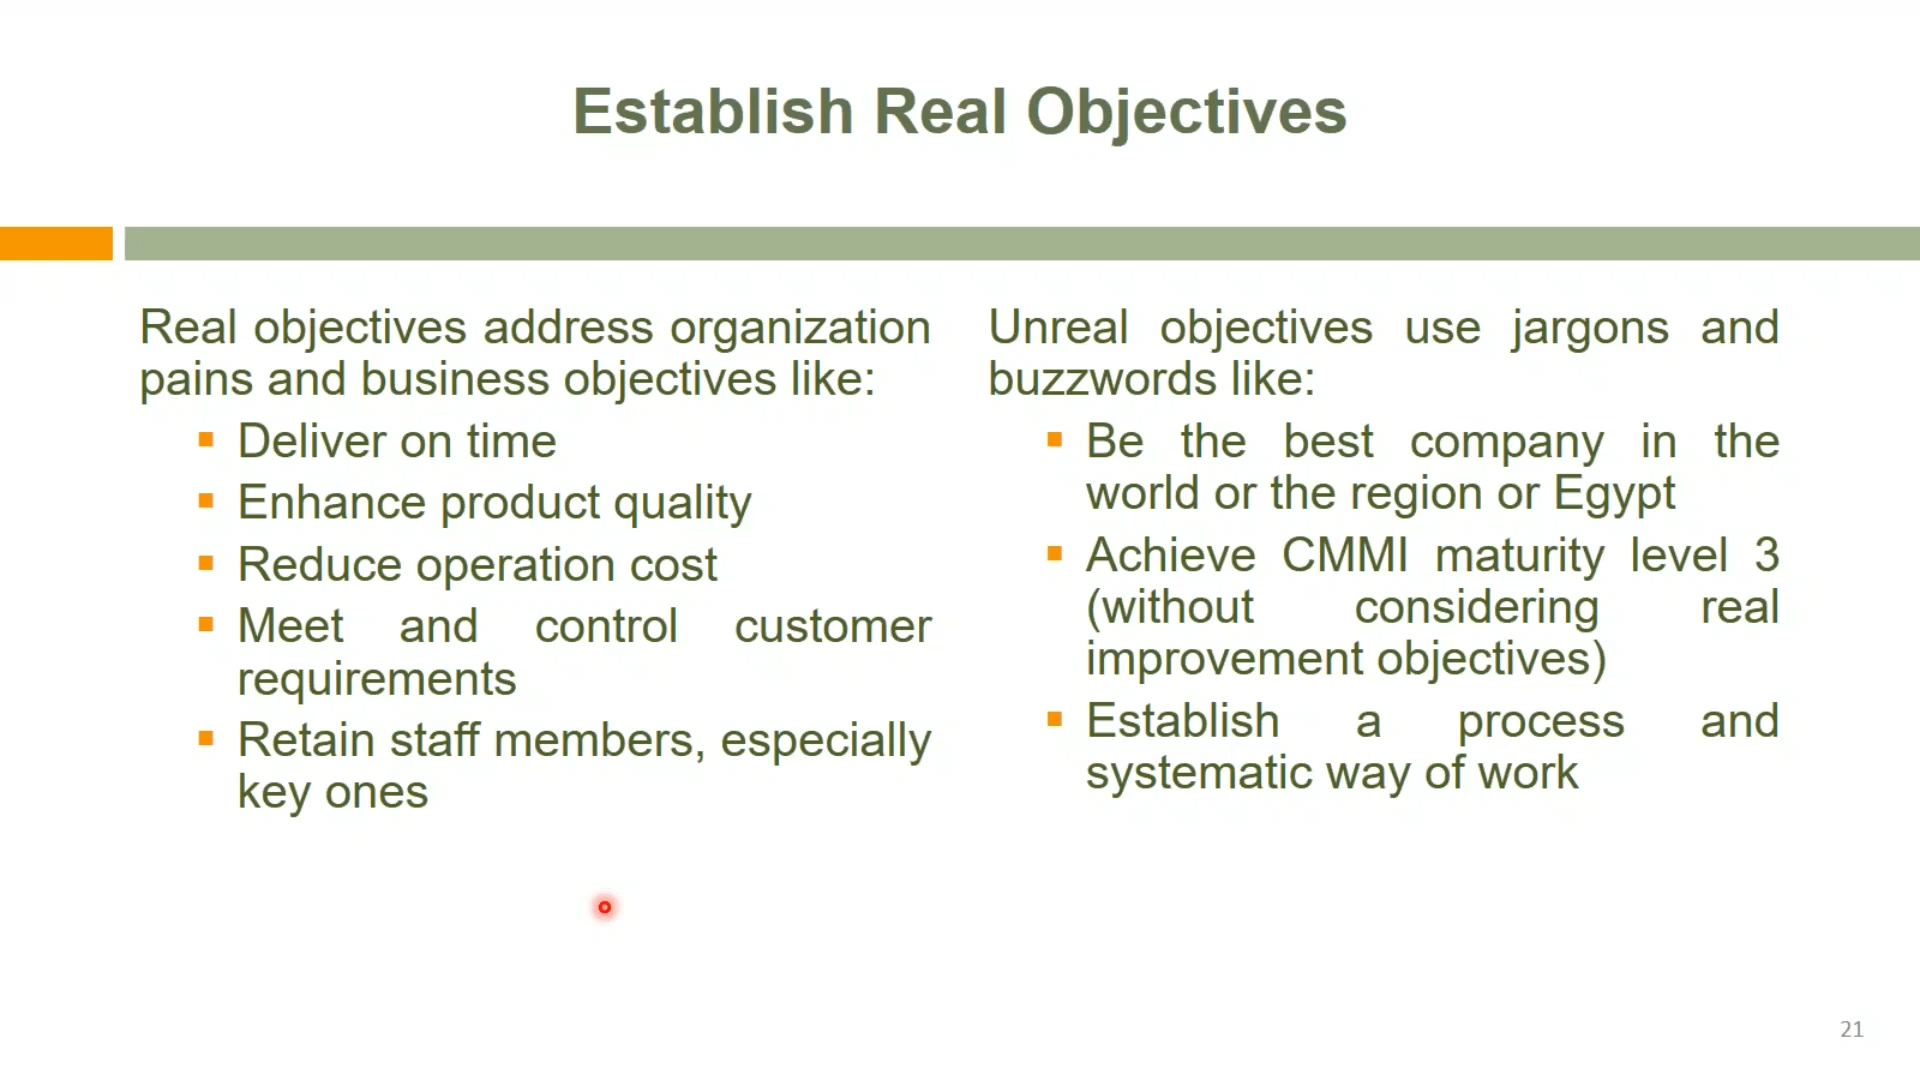 Establish Real Objectives
Real objectives address organization
pains and business objectives like:
Deliver on time
Enhance product quality
Reduce operation cost
Meet and control customer
requirements
Retain staff members, especially
key ones
Unreal objectives use jargons and
buzzwords like:
Be the best company in the
world or the region or Egypt
Achieve CMMI maturity level 3
(without considering real
improvement objectives)
Establish a process and
systematic way of work
21